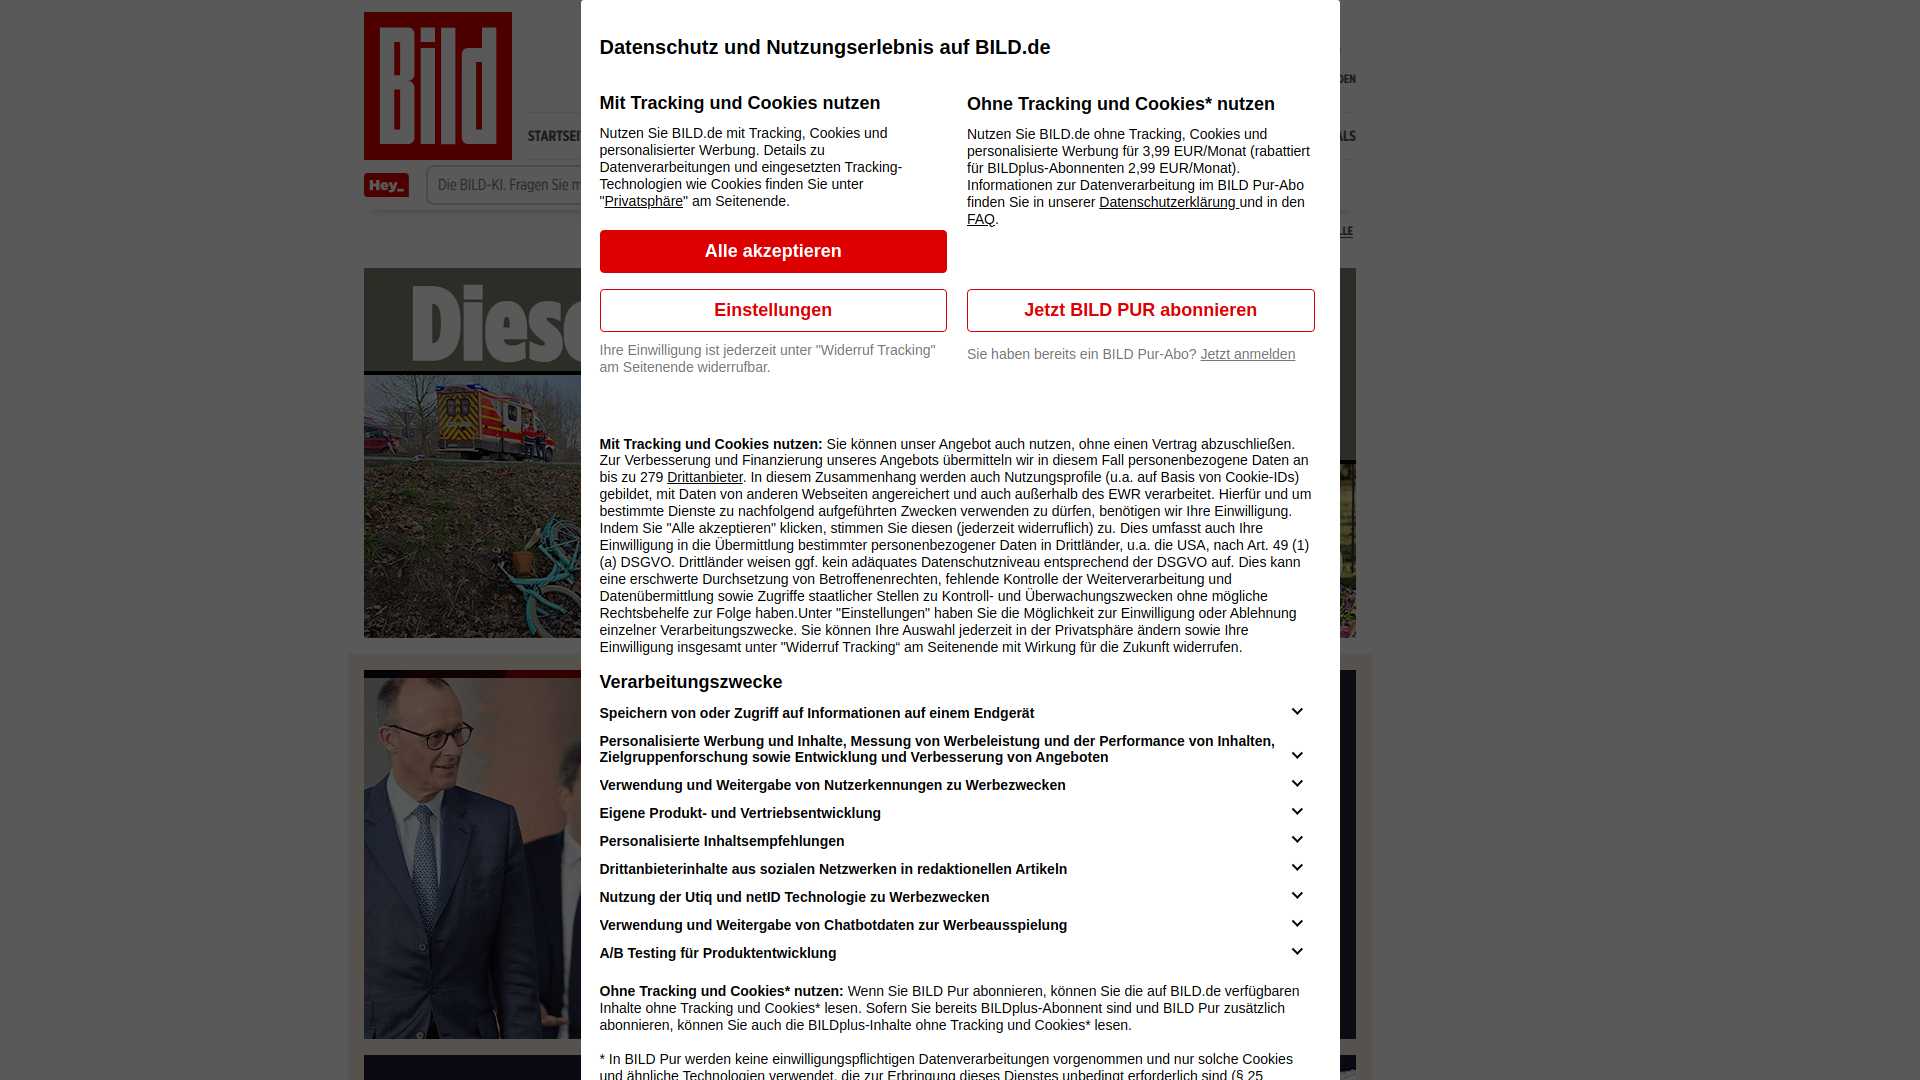 Bild
Datenschutz und Nutzungserlebnis auf BILD.de
DEN
STARTSEI
ALS
Hey_
Die BILD-KI. Fragen Sie m
LLE
Diese
Mit Tracking und Cookies nutzen
Nutzen Sie BILD.de mit Tracking, Cookies und
personalisierter Werbung. Details zu
Datenverarbeitungen und eingesetzten Tracking-
Technologien wie Cookies finden Sie unter
"Privatsphäre" am Seitenende.
Alle akzeptieren
Einstellungen
Ihre Einwilligung ist jederzeit unter "Widerruf Tracking"
am Seitenende widerrufbar.
Ohne Tracking und Cookies* nutzen
Nutzen Sie BILD.de ohne Tracking, Cookies und
personalisierte Werbung für 3,99 EUR/Monat (rabattiert
für BILDplus-Abonnenten 2,99 EUR/Monat).
Informationen zur Datenverarbeitung im BILD Pur-Abo
finden Sie in unserer Datenschutzerklärung und in den
FAQ.
Jetzt BILD PUR abonnieren
Sie haben bereits ein BILD Pur-Abo? Jetzt anmelden
Mit Tracking und Cookies nutzen: Sie können unser Angebot auch nutzen, ohne einen Vertrag abzuschließen.
Zur Verbesserung und Finanzierung unseres Angebots übermitteln wir in diesem Fall personenbezogene Daten an
bis zu 279 Drittanbieter. In diesem Zusammenhang werden auch Nutzungsprofile (u.a. auf Basis von Cookie-IDs)
gebildet, mit Daten von anderen Webseiten angereichert und auch außerhalb des EWR verarbeitet. Hierfür und um
bestimmte Dienste zu nachfolgend aufgeführten Zwecken verwenden zu dürfen, benötigen wir Ihre Einwilligung.
Indem Sie "Alle akzeptieren" klicken, stimmen Sie diesen (jederzeit widerruflich) zu. Dies umfasst auch Ihre
Einwilligung in die Übermittlung bestimmter personenbezogener Daten in Drittländer, u.a. die USA, nach Art. 49 (1)
(a) DSGVO. Drittländer weisen ggf. kein adäquates Datenschutzniveau entsprechend der DSGVO auf. Dies kann
eine erschwerte Durchsetzung von Betroffenenrechten, fehlende Kontrolle der Weiterverarbeitung und
Datenübermittlung sowie Zugriffe staatlicher Stellen zu Kontroll- und Überwachungszwecken ohne mögliche
Rechtsbehelfe zur Folge haben.Unter "Einstellungen" haben Sie die Möglichkeit zur Einwilligung oder Ablehnung
einzelner Verarbeitungszwecke. Sie können Ihre Auswahl jederzeit in der Privatsphäre ändern sowie Ihre
Einwilligung insgesamt unter "Widerruf Tracking“ am Seitenende mit Wirkung für die Zukunft widerrufen.
Verarbeitungszwecke
Speichern von oder Zugriff auf Informationen auf einem Endgerät
Personalisierte Werbung und Inhalte, Messung von Werbeleistung und der Performance von Inhalten,
Zielgruppenforschung sowie Entwicklung und Verbesserung von Angeboten
Verwendung und Weitergabe von Nutzerkennungen zu Werbezwecken
Eigene Produkt- und Vertriebsentwicklung
Personalisierte Inhaltsempfehlungen
Drittanbieterinhalte aus sozialen Netzwerken in redaktionellen Artikeln
Nutzung der Utiq und netID Technologie zu Werbezwecken
Verwendung und Weitergabe von Chatbotdaten zur Werbeausspielung
A/B Testing für Produktentwicklung
Ohne Tracking und Cookies* nutzen: Wenn Sie BILD Pur abonnieren, können Sie die auf BILD.de verfügbaren
Inhalte ohne Tracking und Cookies* lesen. Sofern Sie bereits BILDplus-Abonnent sind und BILD Pur zusätzlich
abonnieren, können Sie auch die BILDplus-Inhalte ohne Tracking und Cookies* lesen.
* In BILD Pur werden keine einwilligungspflichtigen Datenverarbeitungen vorgenommen und nur solche Cookies
und ähnliche Technologien verwendet, die zur Erbringung dieses Dienstes unbedingt erforderlich sind (§ 25